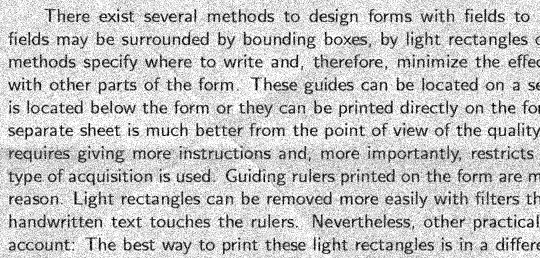 There exist several methods to design forms with fields to
fields may be surrounded by bounding boxes, by light rectangles o
methods specify where to write and, therefore, minimize the effec
with other parts of the form. These guides can be located on a se
is located below the form or they can be printed directly on the for
separate sheet is much better from the point of view of the quality
requires giving more instructions and, more importantly, restricts
type of acquisition is used. Guiding rulers printed on the form are m
reason. Light rectangles can be removed more easily with filters th
handwritten text touches the rulers. Nevertheless, other practical
account: The best way to print these light rectangles is in a differe